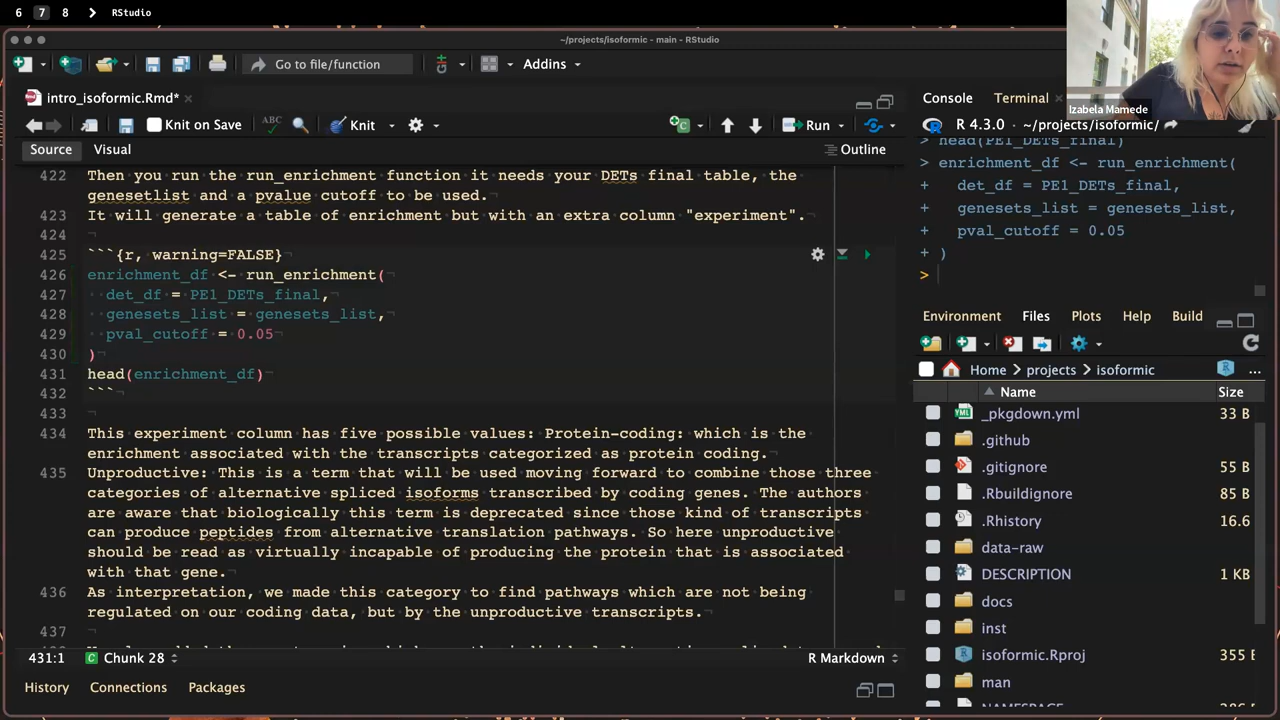 6 7 8 RStudio
~/projects/isoformic - main - RStudio
Go to file/function
Addins
intro_isoformic.Rmd*
Knit on Save
ABC
Knit
Run
Source Visual
Outline
422 Then you run the run_enrichment function it needs your DETs final table, the
genesetlist and a pvalue cutoff to be used.
423 It will generate a table of enrichment but with an extra column "experiment".
424
425 ```{r, warning=FALSE}
426 enrichment_df <- run_enrichment(
427 det_df = PE1_DETs_final,
428 genesets_list = genesets_list,
429 pval_cutoff = 0.05
430 )
431 head(enrichment_df)
432 ```
433
434 This experiment column has five possible values: Protein-coding: which is the
enrichment associated with the transcripts categorized as protein coding.
435 Unproductive: This is a term that will be used moving forward to combine those three
categories of alternative spliced isoforms transcribed by coding genes. The authors
are aware that biologically this term is deprecated since those kind of transcripts
can produce peptides from alternative translation pathways. So here unproductive
should be read as virtually incapable of producing the protein that is associated
with that gene.
436 As interpretation, we made this category to find pathways which are not being
regulated on our coding data, but by the unproductive transcripts.
437
431:1 Chunk 28
R Markdown
History Connections Packages
Izabela Mamede
Console Terminal
R 4.3.0 · ~/projects/isoformic/
> head(PE1_DETs_final)
> enrichment_df <- run_enrichment(
+ det_df = PE1_DETs_final,
+ genesets_list = genesets_list,
+ pval_cutoff = 0.05
+ )
>
Environment Files Plots Help Build
Home projects isoformic ...
Name Size
_pkgdown.yml 33 B
.github
.gitignore 55 B
.Rbuildignore 85 B
.Rhistory 16.6
data-raw
DESCRIPTION 1 KB
docs
inst
isoformic.Rproj 355 B
man